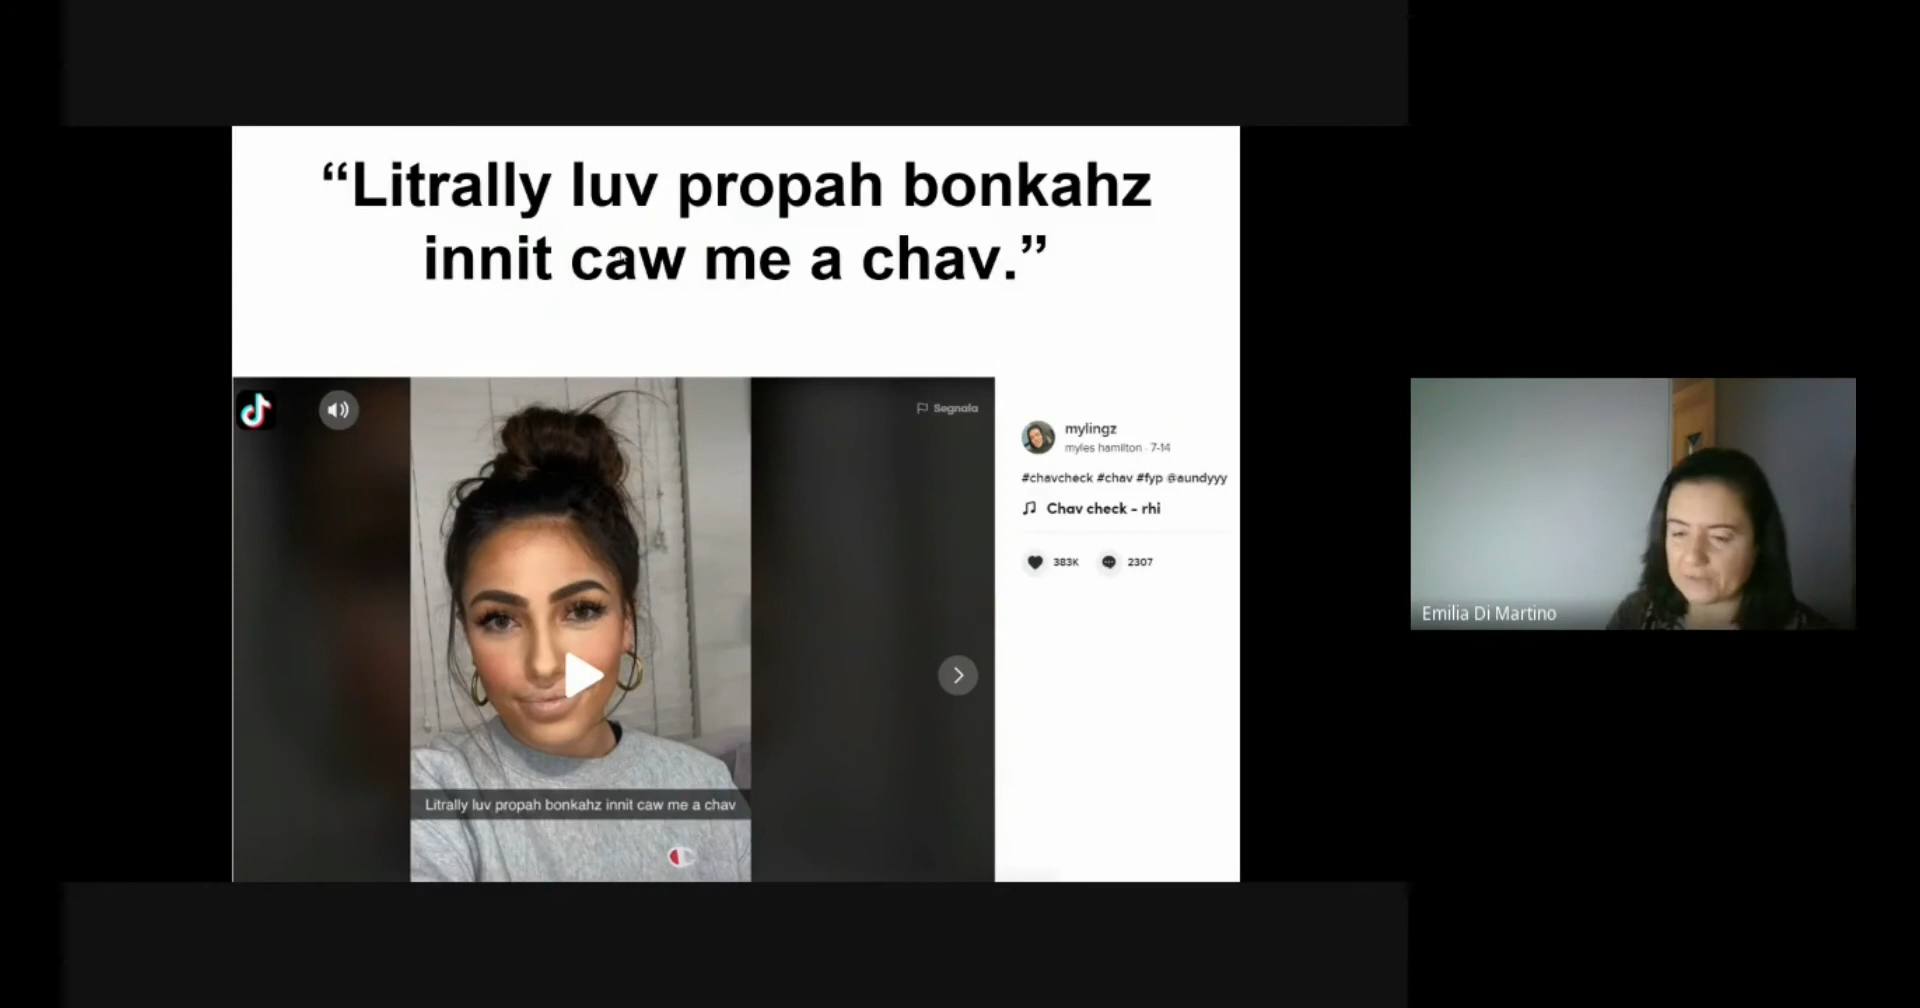 “Litrally luv propah bonkahz
innit caw me a chav.”
Segnala
mylingz
myles hamilton · 7-14
#chavcheck #chav #fyp @aundyyy
Chav check - rhi
383K 2307
Litrally luv propah bonkahz innit caw me a chav
Emilia Di Martino